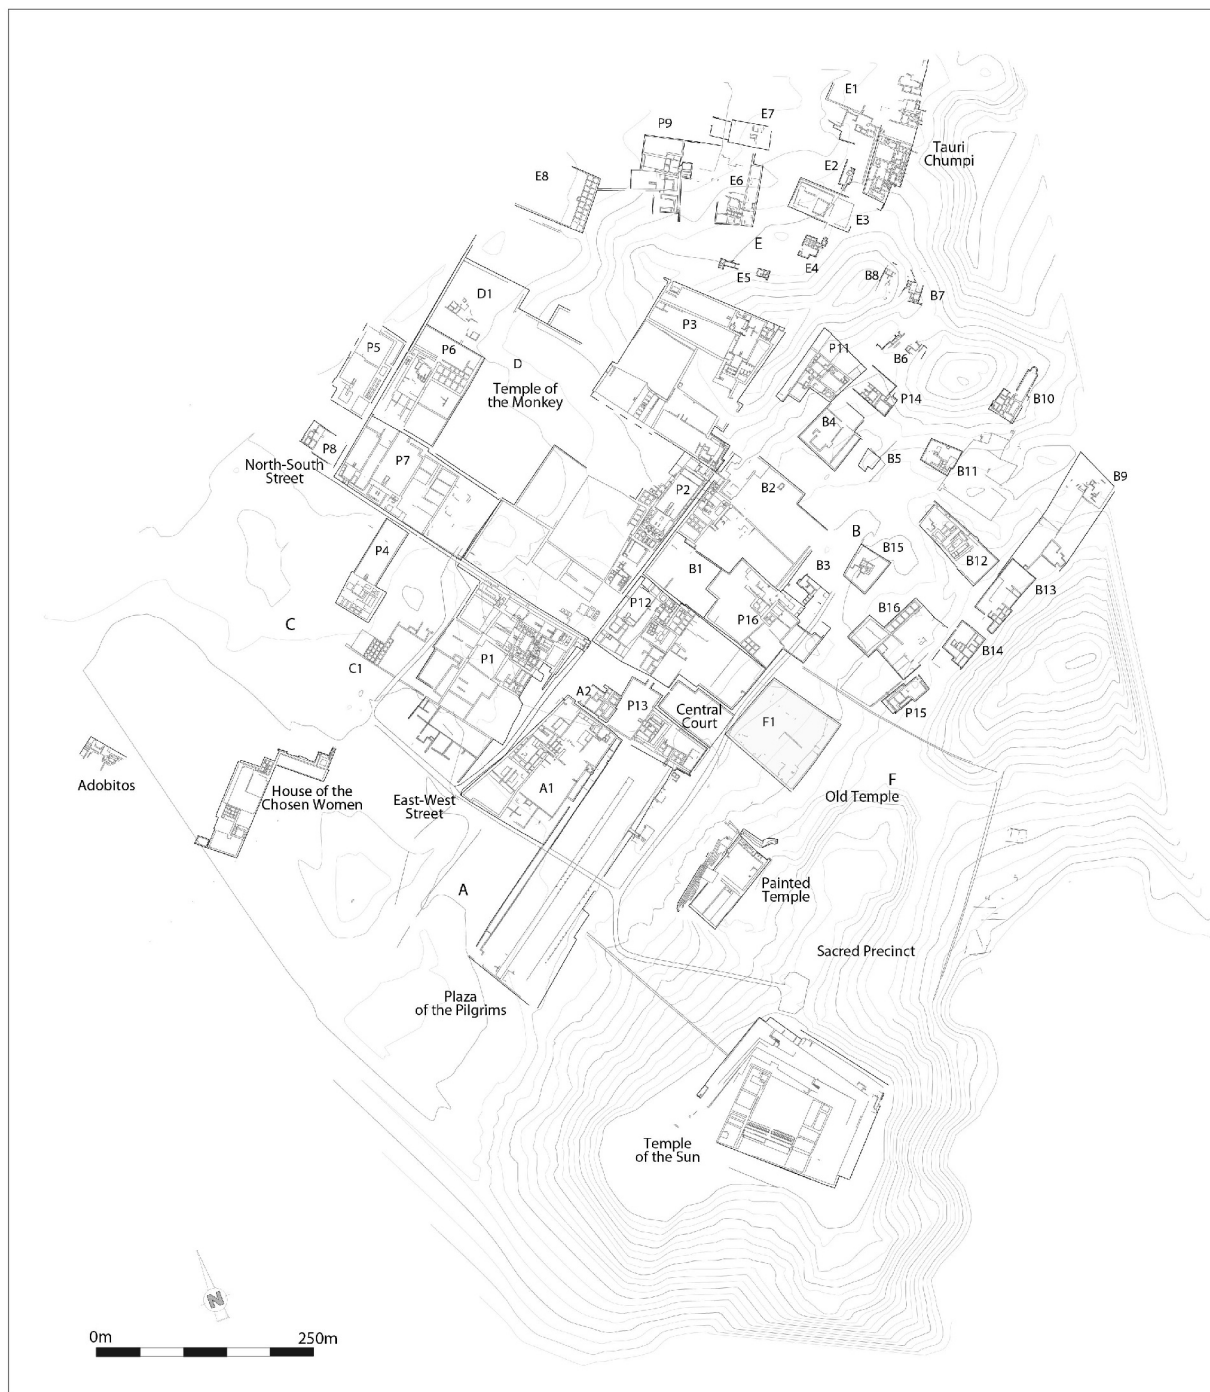 E1
E7
P9
Tauri
Chumpi
E2
E8
E6
E3
E
E4
E5
B8
B7
D1
P3
P5
P6
P11
B6
D
Temple of
the Monkey
P14
B10
B4
P8
North-South
Street
P7
B5
B11
B9
P2
B2
B
P4
B15
B12
B1
B3
B13
P12
B16
C
P16
C1
P1
B14
A2
P13
Central
Court
F1
P15
Adobitos
House of the
Chosen Women
East-West
Street
A1
F
Old Temple
A
Painted
Temple
Sacred Precinct
Plaza
of the Pilgrims
Temple
of the Sun
N
0m
250m